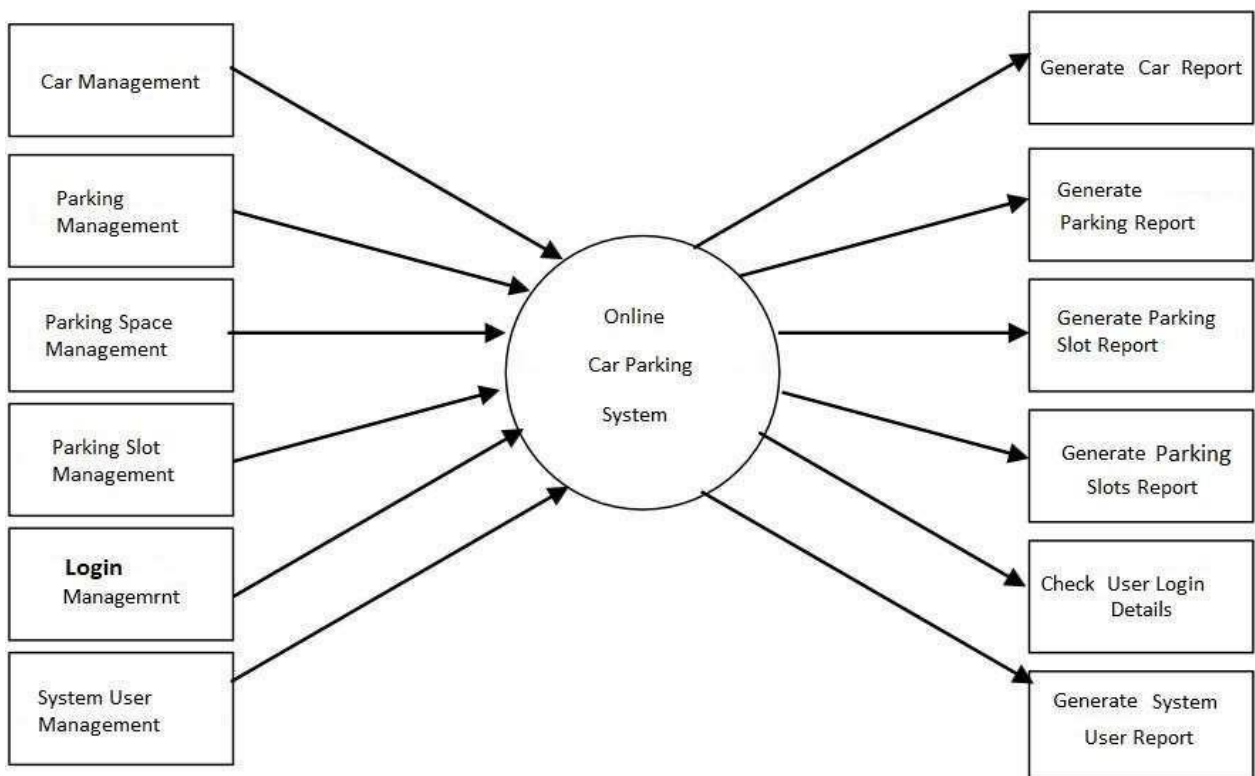 Car Management
Parking
Management
Parking Space
Management
Parking Slot
Management
Login
Managemrnt
System User
Management
Online
Car Parking
System
Generate Car Report
Generate
Parking Report
Generate Parking
Slot Report
Generate Parking
Slots Report
Check User Login
Details
Generate System
User Report